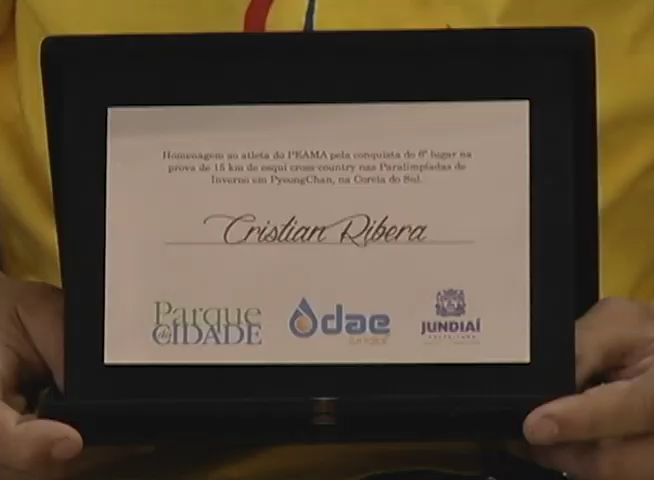 Homenagem ao atleta do PEAMA pela conquista do 6º lugar na
prova de 15 km de esqui cross-country nas Paralimpíadas de
Inverno em PyeongChan, na Coreia do Sul.
Cristian Ribera
Parque
da CIDADE
dae
JUNDIAÍ